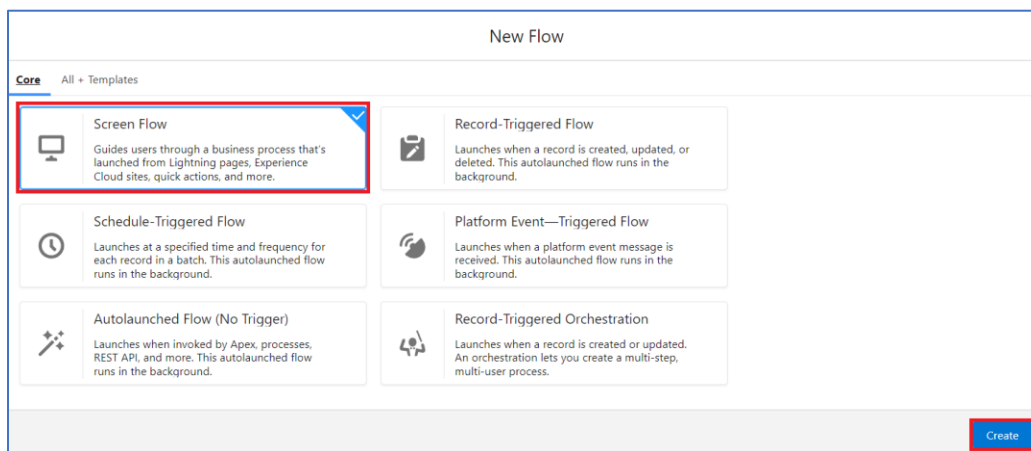 New Flow
Core
All + Templates
Screen Flow
Guides users through a business process that's
launched from Lightning pages, Experience
Cloud sites, quick actions, and more.
Record-Triggered Flow
Launches when a record is created, updated, or
deleted. This autolaunched flow runs in the
background.
Schedule-Triggered Flow
Launches at a specified time and frequency for
each record in a batch. This autolaunched flow
runs in the background.
Platform Event—Triggered Flow
Launches when a platform event message is
received. This autolaunched flow runs in the
background.
Autolaunched Flow (No Trigger)
Launches when invoked by Apex, processes,
REST API, and more. This autolaunched flow
runs in the background.
Record-Triggered Orchestration
Launches when a record is created or updated.
An orchestration lets you create a multi-step,
multi-user process.
Create